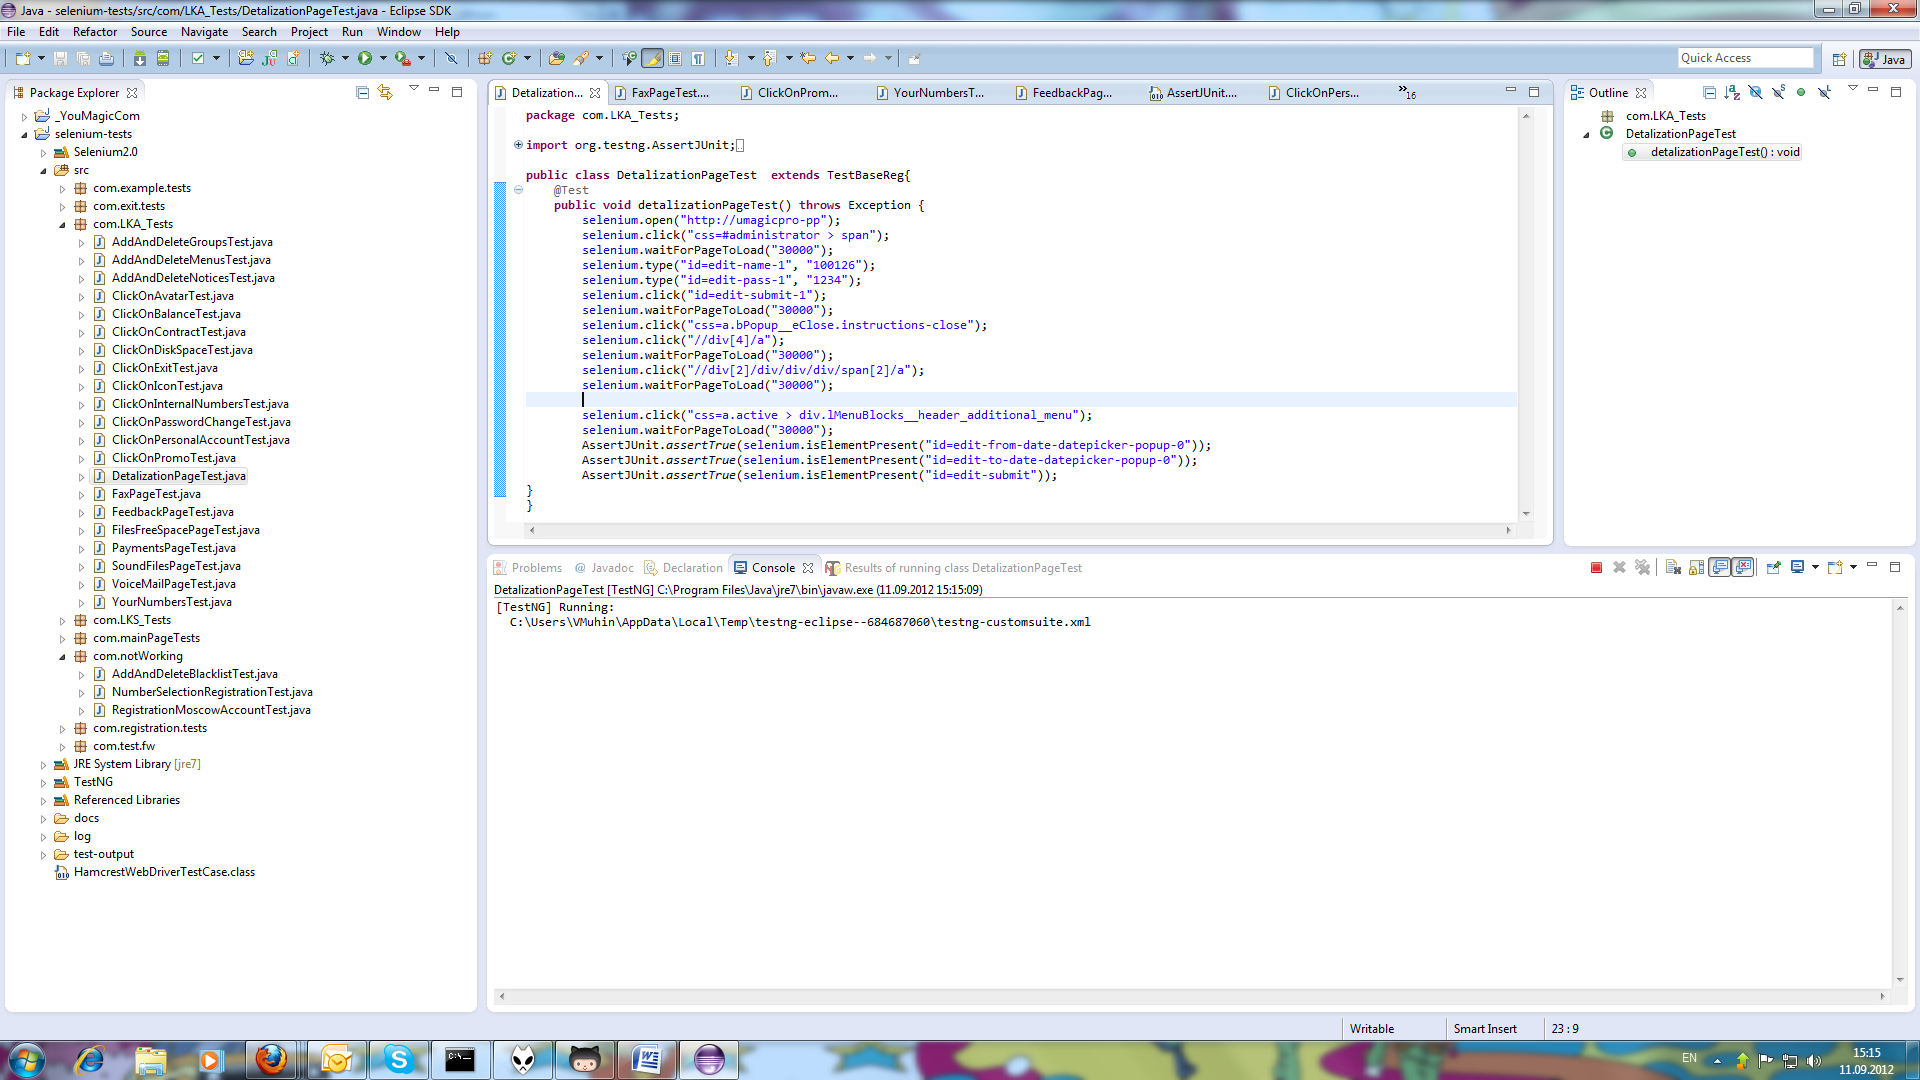 Java - selenium-tests/src/com/LKA_Tests/DetalizationPageTest.java - Eclipse SDK
File Edit Refactor Source Navigate Search Project Run Window Help
Quick Access
Java
Package Explorer
_YouMagicCom
selenium-tests
Selenium2.0
src
com.example.tests
com.exit.tests
com.LKA_Tests
AddAndDeleteGroupsTest.java
AddAndDeleteMenusTest.java
AddAndDeleteNoticesTest.java
ClickOnAvatarTest.java
ClickOnBalanceTest.java
ClickOnContractTest.java
ClickOnDiskSpaceTest.java
ClickOnExitTest.java
ClickOnIconTest.java
ClickOnInternalNumbersTest.java
ClickOnPasswordChangeTest.java
ClickOnPersonalAccountTest.java
ClickOnPromoTest.java
DetalizationPageTest.java
FaxPageTest.java
FeedbackPageTest.java
FilesFreeSpacePageTest.java
PaymentsPageTest.java
SoundFilesPageTest.java
VoiceMailPageTest.java
YourNumbersTest.java
com.LKS_Tests
com.mainPageTests
com.notWorking
AddAndDeleteBlacklistTest.java
NumberSelectionRegistrationTest.java
RegistrationMoscowAccountTest.java
com.registration.tests
com.test.fw
JRE System Library [jre7]
TestNG
Referenced Libraries
docs
log
test-output
HamcrestWebDriverTestCase.class
Detalization... FaxPageTest.... ClickOnProm... YourNumbersT... FeedbackPag... AssertJUnit.... ClickOnPers... »16
package com.LKA_Tests;
import org.testng.AssertJUnit;
public class DetalizationPageTest  extends TestBaseReg{
@Test
public void detalizationPageTest() throws Exception {
selenium.open("http://umagicpro-pp");
selenium.click("css=#administrator > span");
selenium.waitForPageToLoad("30000");
selenium.type("id=edit-name-1", "100126");
selenium.type("id=edit-pass-1", "1234");
selenium.click("id=edit-submit-1");
selenium.waitForPageToLoad("30000");
selenium.click("css=a.bPopup__eClose.instructions-close");
selenium.click("//div[4]/a");
selenium.waitForPageToLoad("30000");
selenium.click("//div[2]/div/div/div/span[2]/a");
selenium.waitForPageToLoad("30000");
selenium.click("css=a.active > div.lMenuBlocks__header_additional_menu");
selenium.waitForPageToLoad("30000");
AssertJUnit.assertTrue(selenium.isElementPresent("id=edit-from-date-datepicker-popup-0"));
AssertJUnit.assertTrue(selenium.isElementPresent("id=edit-to-date-datepicker-popup-0"));
AssertJUnit.assertTrue(selenium.isElementPresent("id=edit-submit"));
}
}
Outline
com.LKA_Tests
DetalizationPageTest
detalizationPageTest() : void
Problems @ Javadoc Declaration Console Results of running class DetalizationPageTest
DetalizationPageTest [TestNG] C:\Program Files\Java\jre7\bin\javaw.exe (11.09.2012 15:15:09)
[TestNG] Running:
C:\Users\VMuhin\AppData\Local\Temp\testng-eclipse--684687060\testng-customsuite.xml
Writable Smart Insert 23 : 9
EN
15:15
11.09.2012